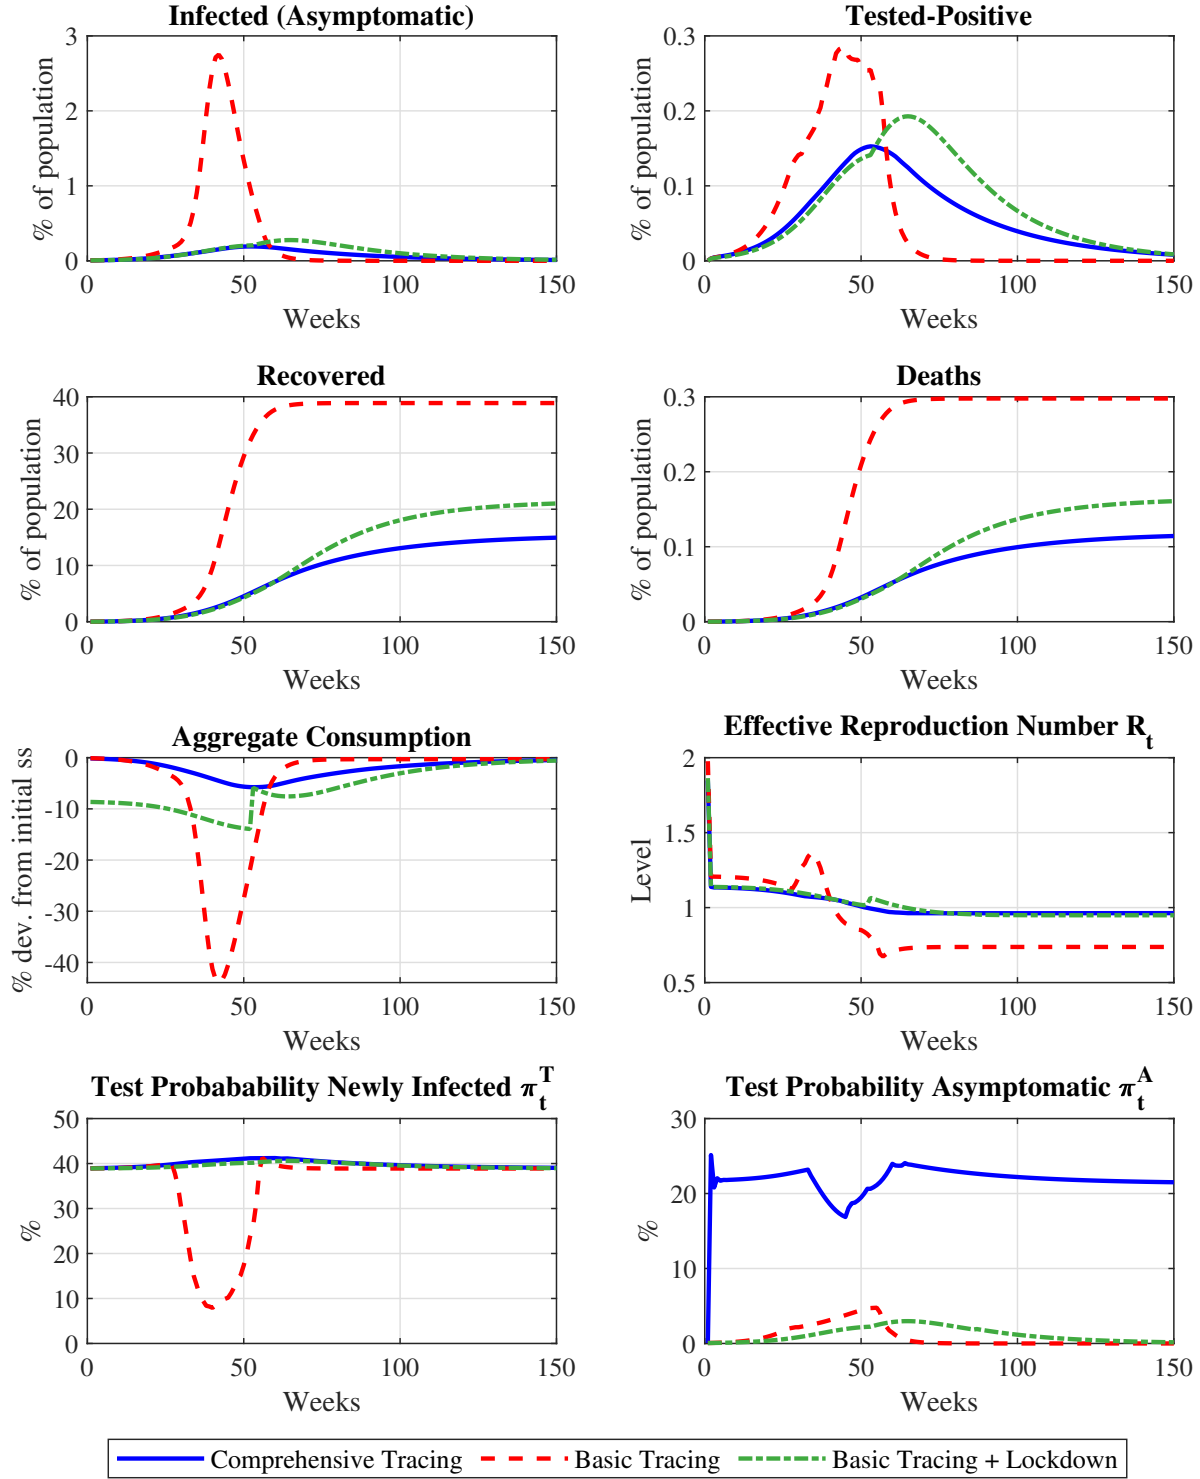 Infected (Asymptomatic)
% of population
3
2
1
0
0 50 100 150
Weeks
Tested-Positive
% of population
0.3
0.2
0.1
0
0 50 100 150
Weeks
Recovered
% of population
40
30
20
10
0
0 50 100 150
Weeks
Deaths
% of population
0.3
0.2
0.1
0
0 50 100 150
Weeks
Aggregate Consumption
% dev. from initial ss
0
-10
-20
-30
-40
0 50 100 150
Weeks
Effective Reproduction Number R_t
Level
2
1.5
1
0.5
0 50 100 150
Weeks
Test Probabability Newly Infected π_t^T
%
50
40
30
20
10
0
0 50 100 150
Weeks
Test Probability Asymptomatic π_t^A
%
30
20
10
0
0 50 100 150
Weeks
Comprehensive Tracing Basic Tracing Basic Tracing + Lockdown